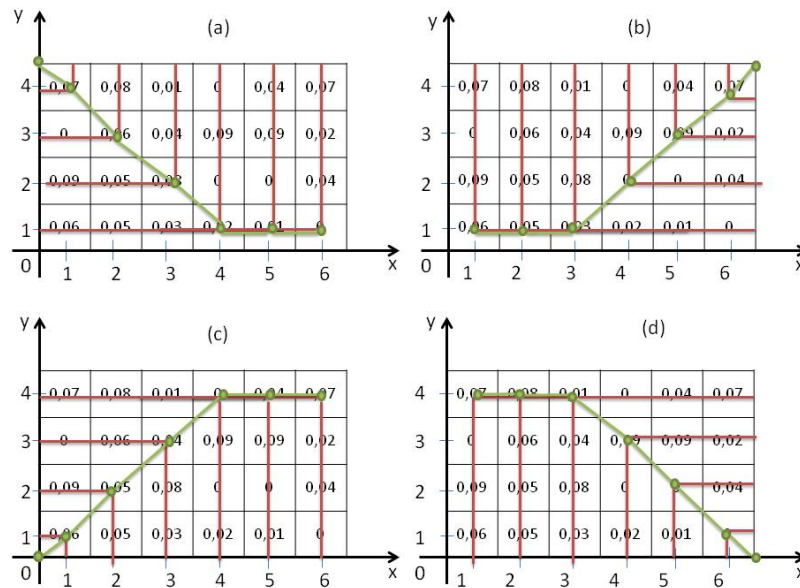 y
(a)
4 0,07 0,08 0,01 0 0,04 0,07
3 0 0,06 0,04 0,09 0,09 0,02
2 0,09 0,05 0,08 0 0 0,04
1 0,06 0,05 0,03 0,02 0,01 0
0 1 2 3 4 5 6 x
y
(b)
4 0,07 0,08 0,01 0 0,04 0,07
3 0 0,06 0,04 0,09 0,09 0,02
2 0,09 0,05 0,08 0 0 0,04
1 0,06 0,05 0,03 0,02 0,01 0
0 1 2 3 4 5 6 x
y
(c)
4 0,07 0,08 0,01 0 0,04 0,07
3 0 0,06 0,04 0,09 0,09 0,02
2 0,09 0,05 0,08 0 0 0,04
1 0,06 0,05 0,03 0,02 0,01 0
0 1 2 3 4 5 6 x
y
(d)
4 0,07 0,08 0,01 0 0,04 0,07
3 0 0,06 0,04 0,09 0,09 0,02
2 0,09 0,05 0,08 0 0,04
1 0,06 0,05 0,03 0,02 0,01 0
0 1 2 3 4 5 6 x